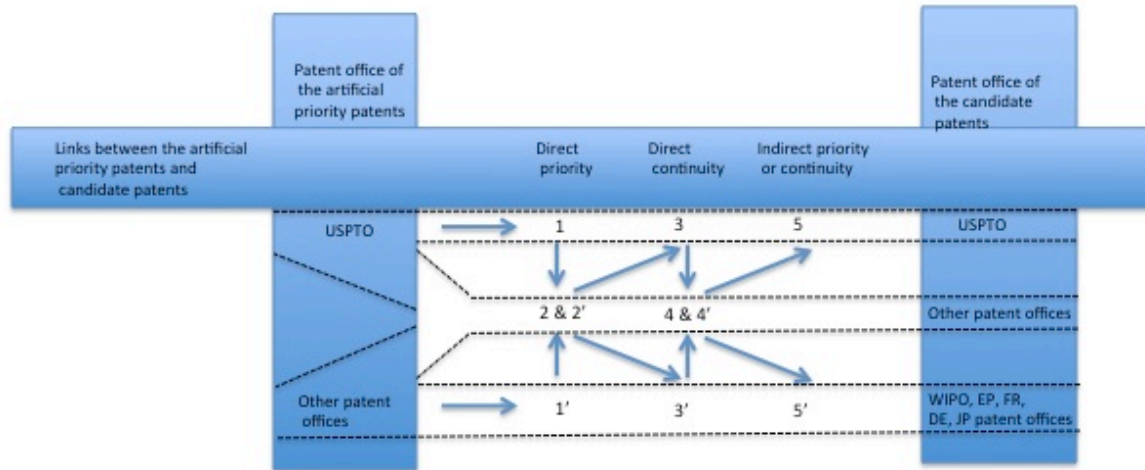 Patent office of
the artificial
priority patents
Patent office of
the candidate
patents
Links between the artificial
priority patents and
candidate patents
Direct
priority
Direct
continuity
Indirect priority
or continuity
USPTO
1
3
5
USPTO
2 & 2'
4 & 4'
Other patent offices
Other patent
offices
1'
3'
5'
WIPO, EP, FR,
DE, JP patent offices